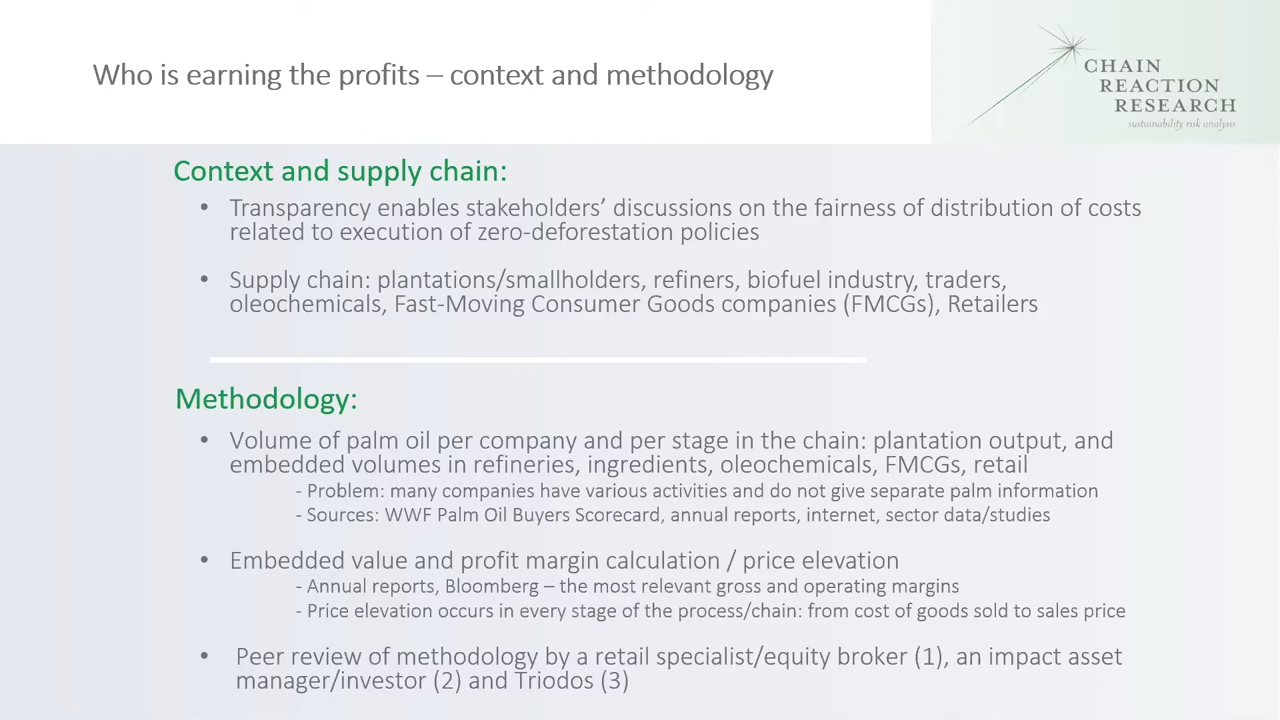 Who is earning the profits – context and methodology
CHAIN
REACTION
RESEARCH
sustainability risk analysis
Context and supply chain:
• Transparency enables stakeholders’ discussions on the fairness of distribution of costs
related to execution of zero-deforestation policies
• Supply chain: plantations/smallholders, refiners, biofuel industry, traders,
oleochemicals, Fast-Moving Consumer Goods companies (FMCGs), Retailers
Methodology:
• Volume of palm oil per company and per stage in the chain: plantation output, and
embedded volumes in refineries, ingredients, oleochemicals, FMCGs, retail
- Problem: many companies have various activities and do not give separate palm information
- Sources: WWF Palm Oil Buyers Scorecard, annual reports, internet, sector data/studies
• Embedded value and profit margin calculation / price elevation
- Annual reports, Bloomberg – the most relevant gross and operating margins
- Price elevation occurs in every stage of the process/chain: from cost of goods sold to sales price
• Peer review of methodology by a retail specialist/equity broker (1), an impact asset
manager/investor (2) and Triodos (3)